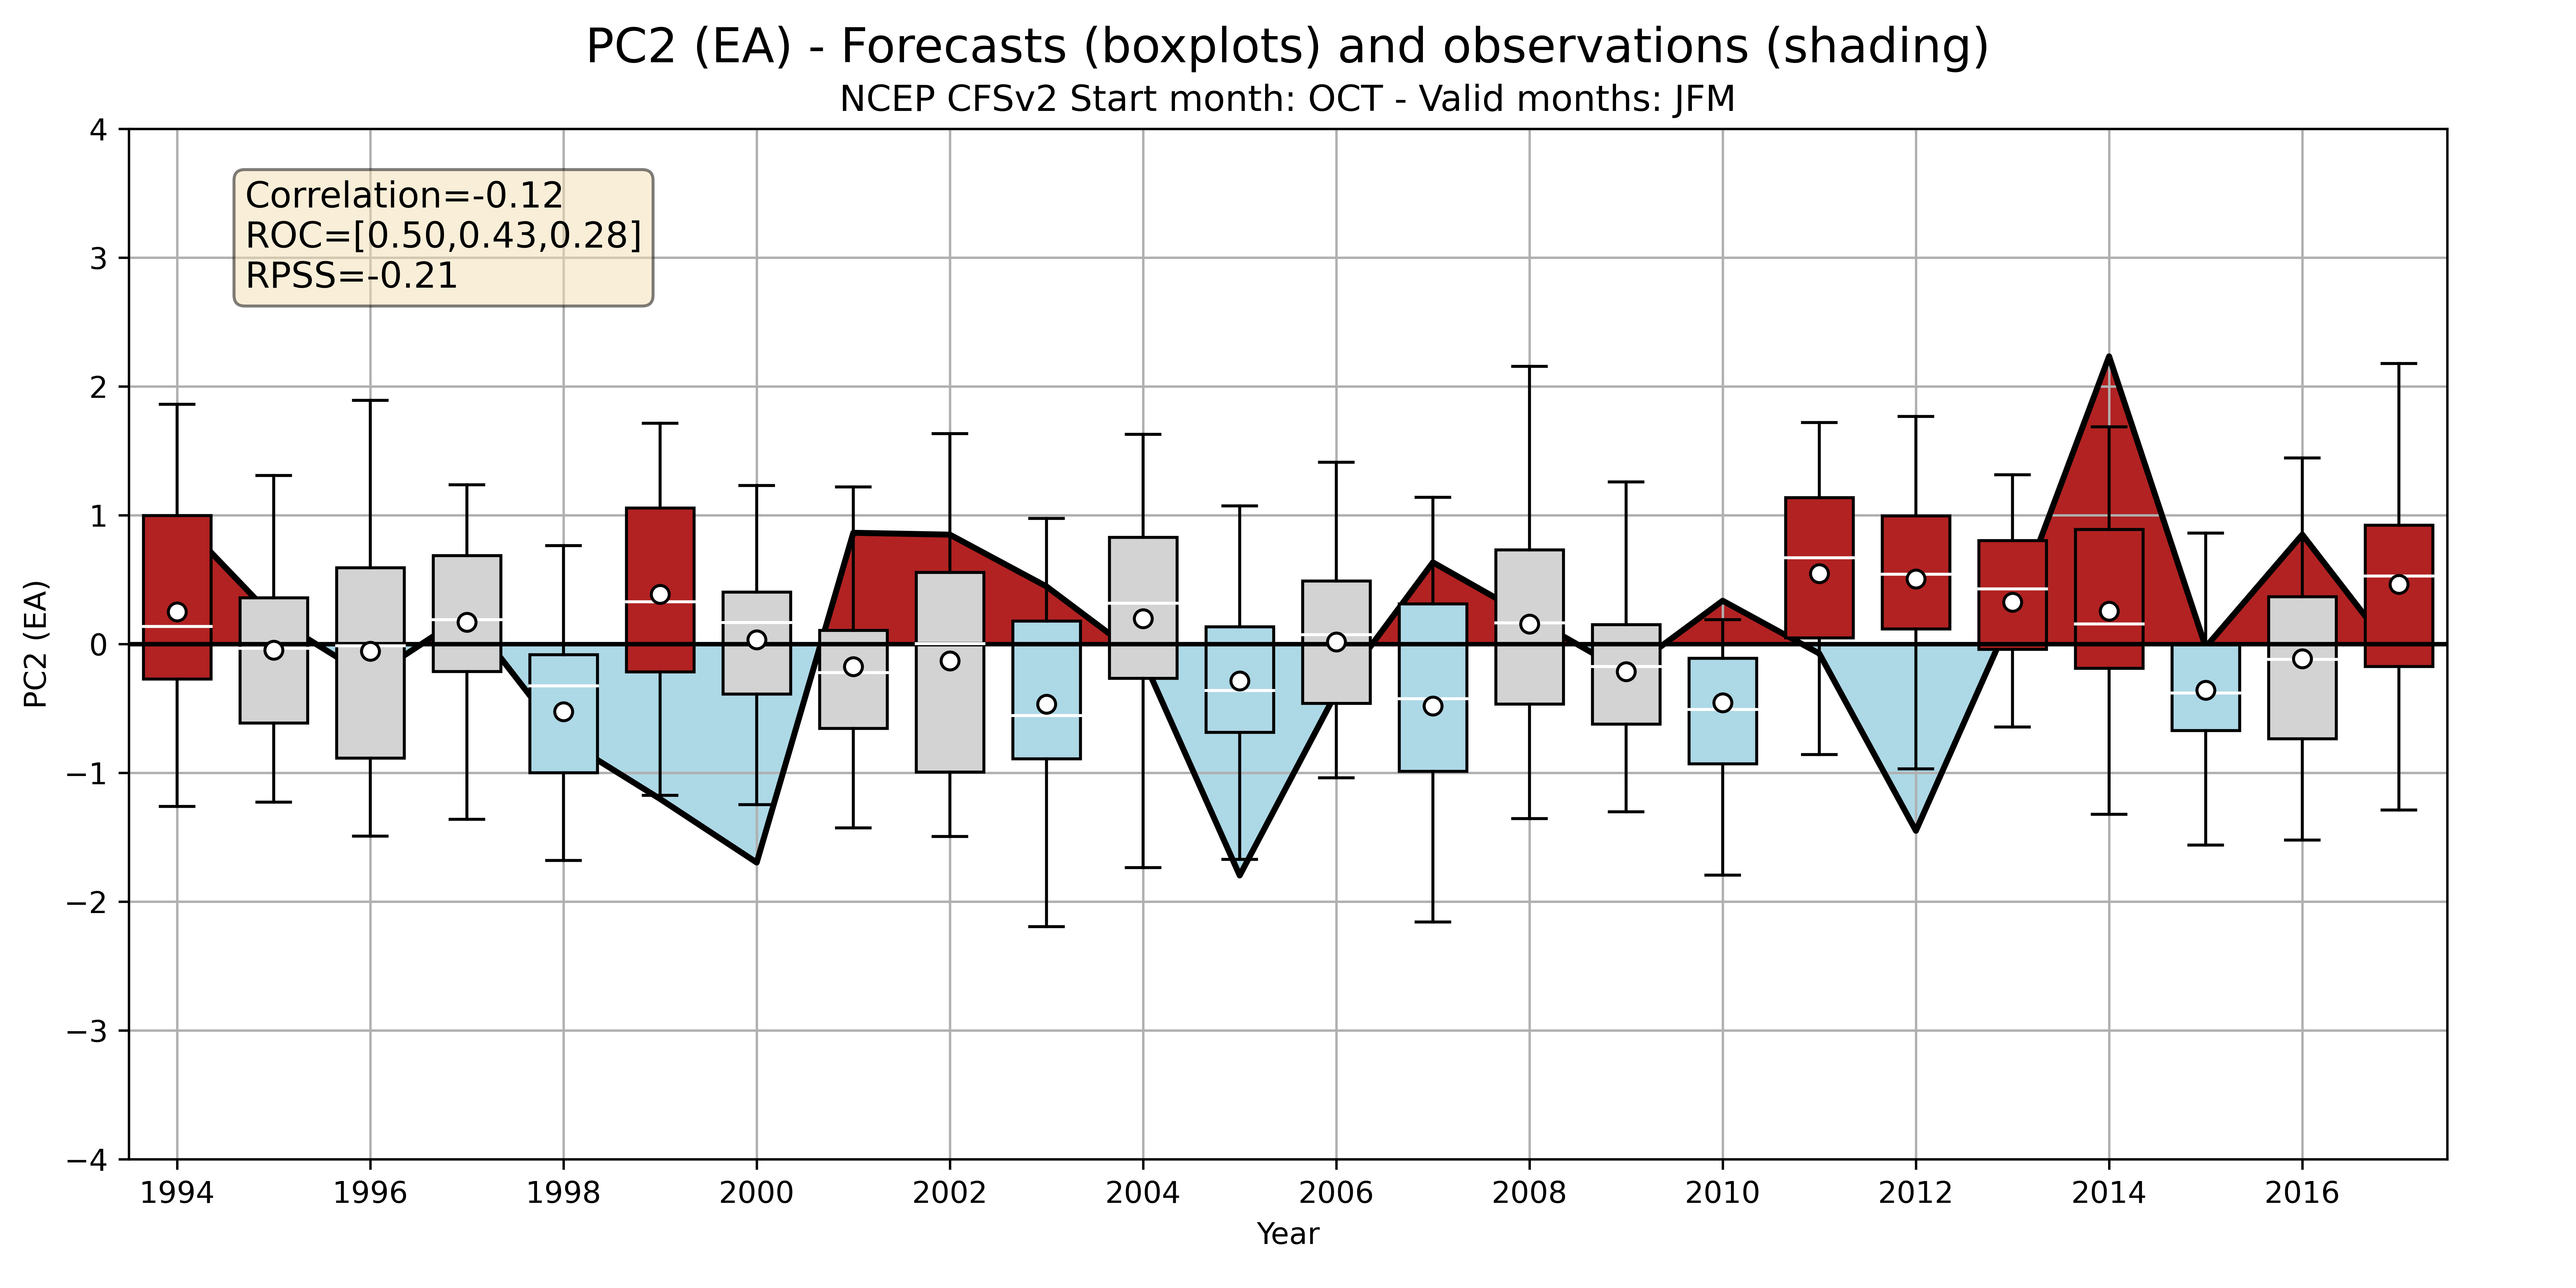 PC2 (EA) - Forecasts (boxplots) and observations (shading)
NCEP CFSv2 Start month: OCT - Valid months: JFM
Correlation=-0.12
ROC=[0.50,0.43,0.28]
RPSS=-0.21
PC2 (EA)
4
3
2
1
0
−1
−2
−3
−4
1994 1996 1998 2000 2002 2004 2006 2008 2010 2012 2014 2016
Year